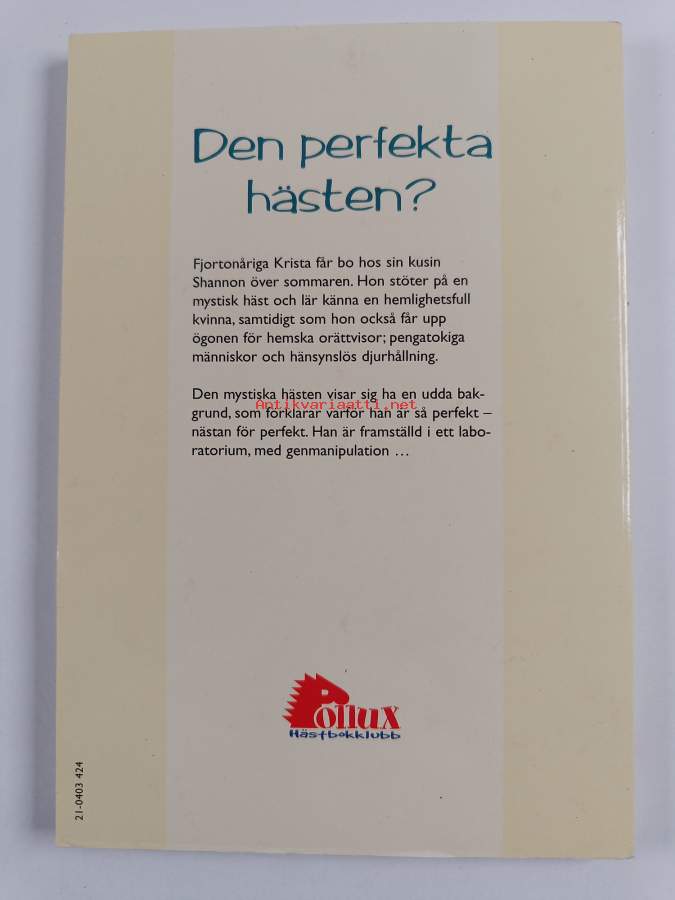 Den perfekta
hästen?
Fjortonåriga Krista får bo hos sin kusin
Shannon över sommaren. Hon stöter på en
mystisk häst och lär känna en hemlighetsfull
kvinna, samtidigt som hon också får upp
ögonen för hemska orättvisor; pengatokiga
människor och hänsynslös djurhållning.
Den mystiska hästen visar sig ha en udda bak-
Antikvariaatti.net
grund, som förklarar varför han är så perfekt –
nästan för perfekt. Han är framställd i ett labo-
ratorium, med genmanipulation ...
Pollux
Hästbokklubb
21-0403 424